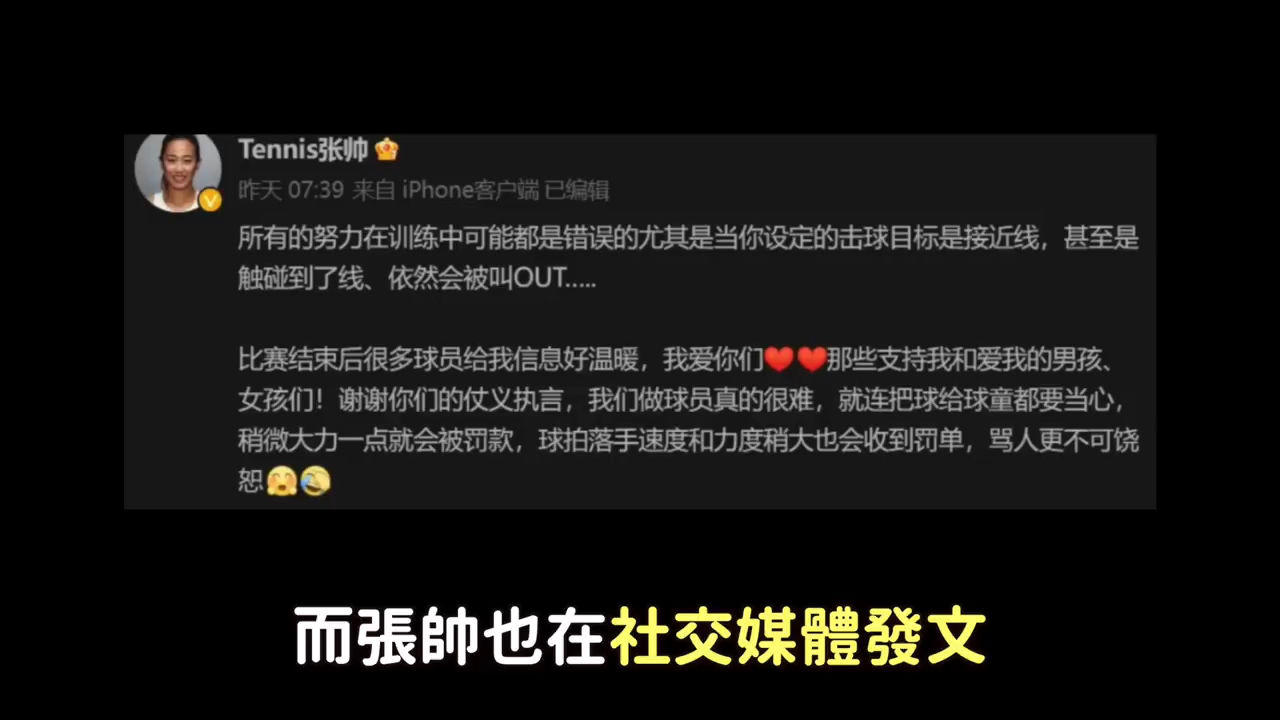 Tennis张帅
昨天 07:39 来自 iPhone客户端 已编辑
所有的努力在训练中可能都是错误的尤其是当你设定的击球目标是接近线，甚至是
触碰到了线、依然会被叫OUT.....
比赛结束后很多球员给我信息好温暖，我爱你们❤️❤️那些支持我和爱我的男孩、
女孩们！谢谢你们的仗义执言，我们做球员真的很难，就连把球给球童都要当心，
稍微大力一点就会被罚款，球拍落手速度和力度稍大也会收到罚单，骂人更不可饶
恕🤗🤣
而張帥也在社交媒體發文